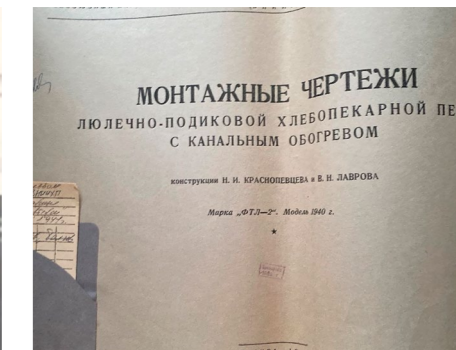 МОНТАЖНЫЕ ЧЕРТЕЖИ
ЛЮЛЕЧНО-ПОДИКОВОЙ ХЛЕБОПЕКАРНОЙ ПЕ
С КАНАЛЬНЫМ ОБОГРЕВОМ
КОНСТРУКЦИИ Н. И. КРАСНОПЕВЦЕВА и В. Н. ЛАВРОВА
Марка „ФТЛ—2“. Модель 1940 г.